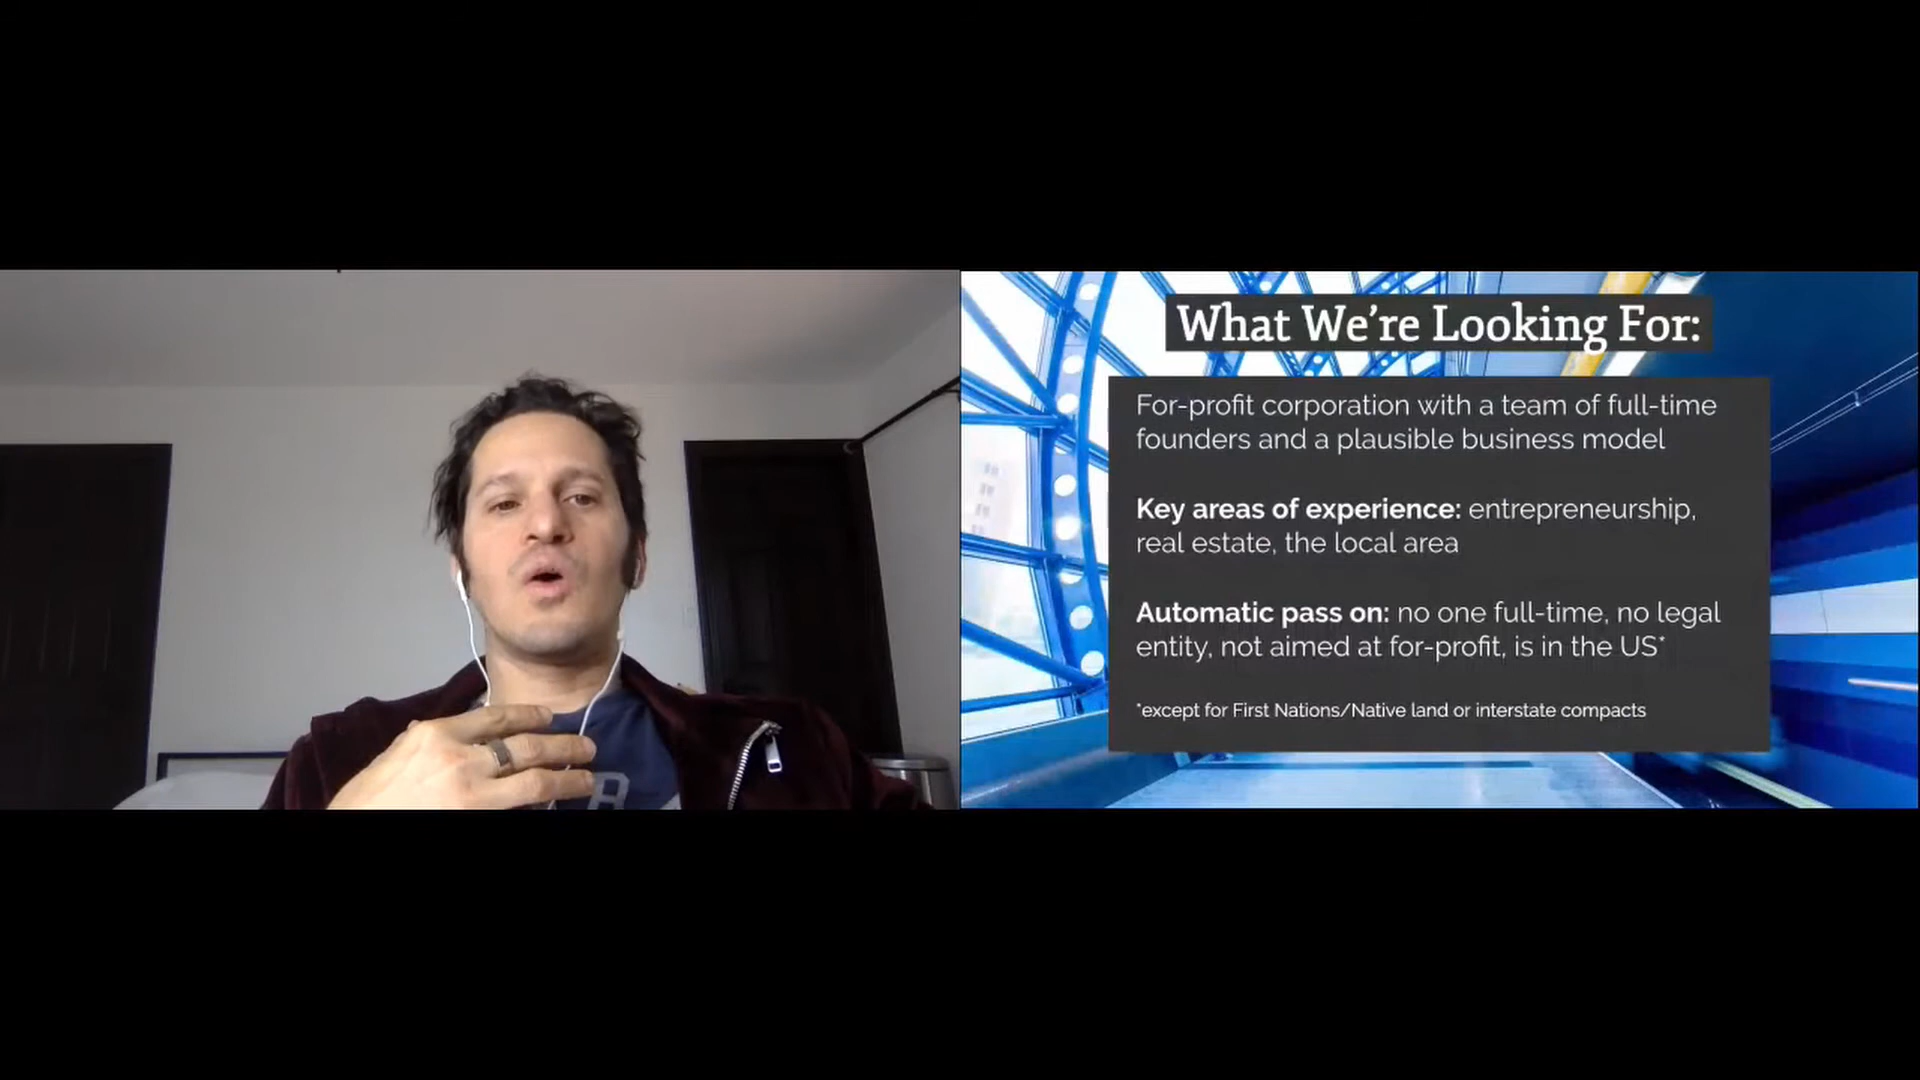 What We're Looking For:
For-profit corporation with a team of full-time
founders and a plausible business model
Key areas of experience: entrepreneurship,
real estate, the local area
Automatic pass on: no one full-time, no legal
entity, not aimed at for-profit, is in the US*
*except for First Nations/Native land or interstate compacts